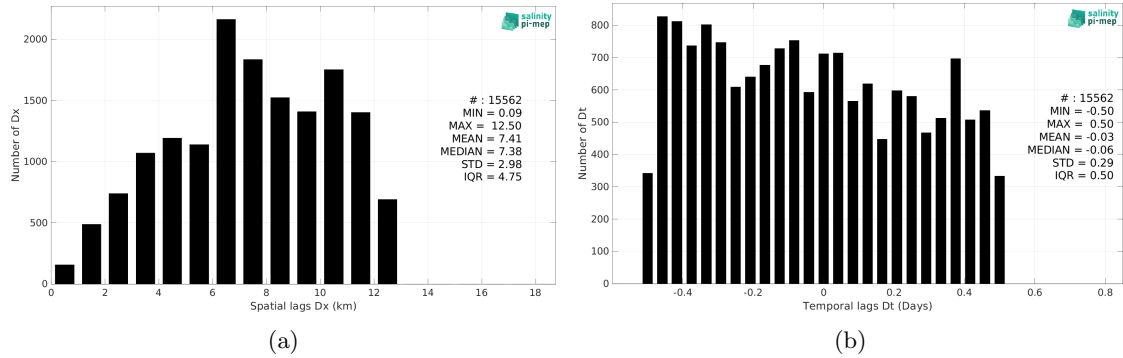 salinity
pi-mep
2000
1500
1000
500
0
Number of Dx
# : 15562
MIN = 0.09
MAX = 12.50
MEAN = 7.41
MEDIAN = 7.38
STD = 2.98
IQR = 4.75
0 2 4 6 8 10 12 14 16 18
Spatial lags Dx (km)
(a)
salinity
pi-mep
800
700
600
500
400
300
200
100
0
Number of Dt
# : 15562
MIN = -0.50
MAX = 0.50
MEAN = -0.03
MEDIAN = -0.06
STD = 0.29
IQR = 0.50
-0.4 -0.2 0 0.2 0.4 0.6 0.8
Temporal lags Dt (Days)
(b)